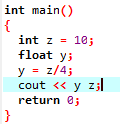 int main()
{
int z = 10;
float y;
y = z/4;
cout << y z;
return 0;
}